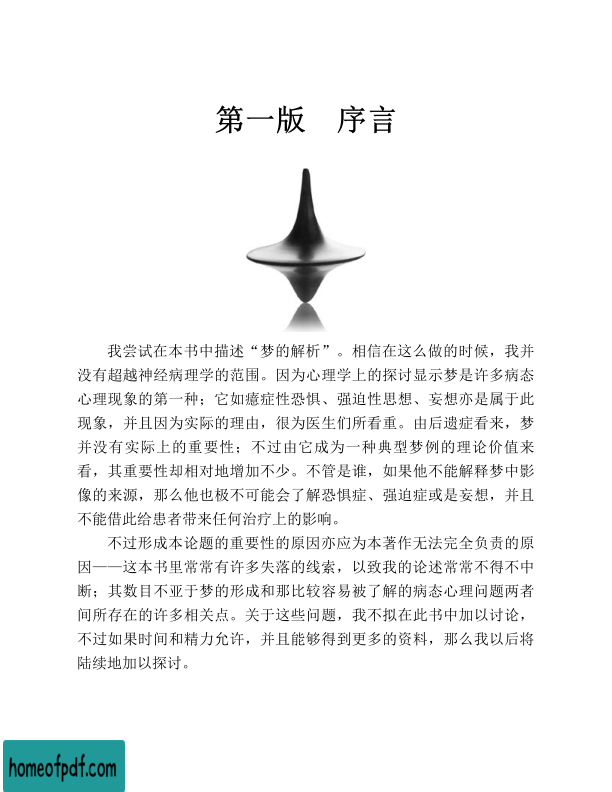 第一版　序言
我尝试在本书中描述“梦的解析”。相信在这么做的时候，我并
没有超越神经病理学的范围。因为心理学上的探讨显示梦是许多病态
心理现象的第一种；它如癔症性恐惧、强迫性思想、妄想亦是属于此
现象，并且因为实际的理由，很为医生们所看重。由后遗症看来，梦
并没有实际上的重要性；不过由它成为一种典型梦例的理论价值来
看，其重要性却相对地增加不少。不管是谁，如果他不能解释梦中影
像的来源，那么他也极不可能会了解恐惧症、强迫症或是妄想，并且
不能借此给患者带来任何治疗上的影响。
不过形成本论题的重要性的原因亦应为本著作无法完全负责的原
因——这本书里常常有许多失落的线索，以致我的论述常常不得不中
断；其数目不亚于梦的形成和那比较容易被了解的病态心理问题两者
间所存在的许多相关点。关于这些问题，我不拟在此书中加以讨论，
不过如果时间和精力允许，并且能够得到更多的资料，那么我以后将
陆续地加以探讨。
homeofpdf.com